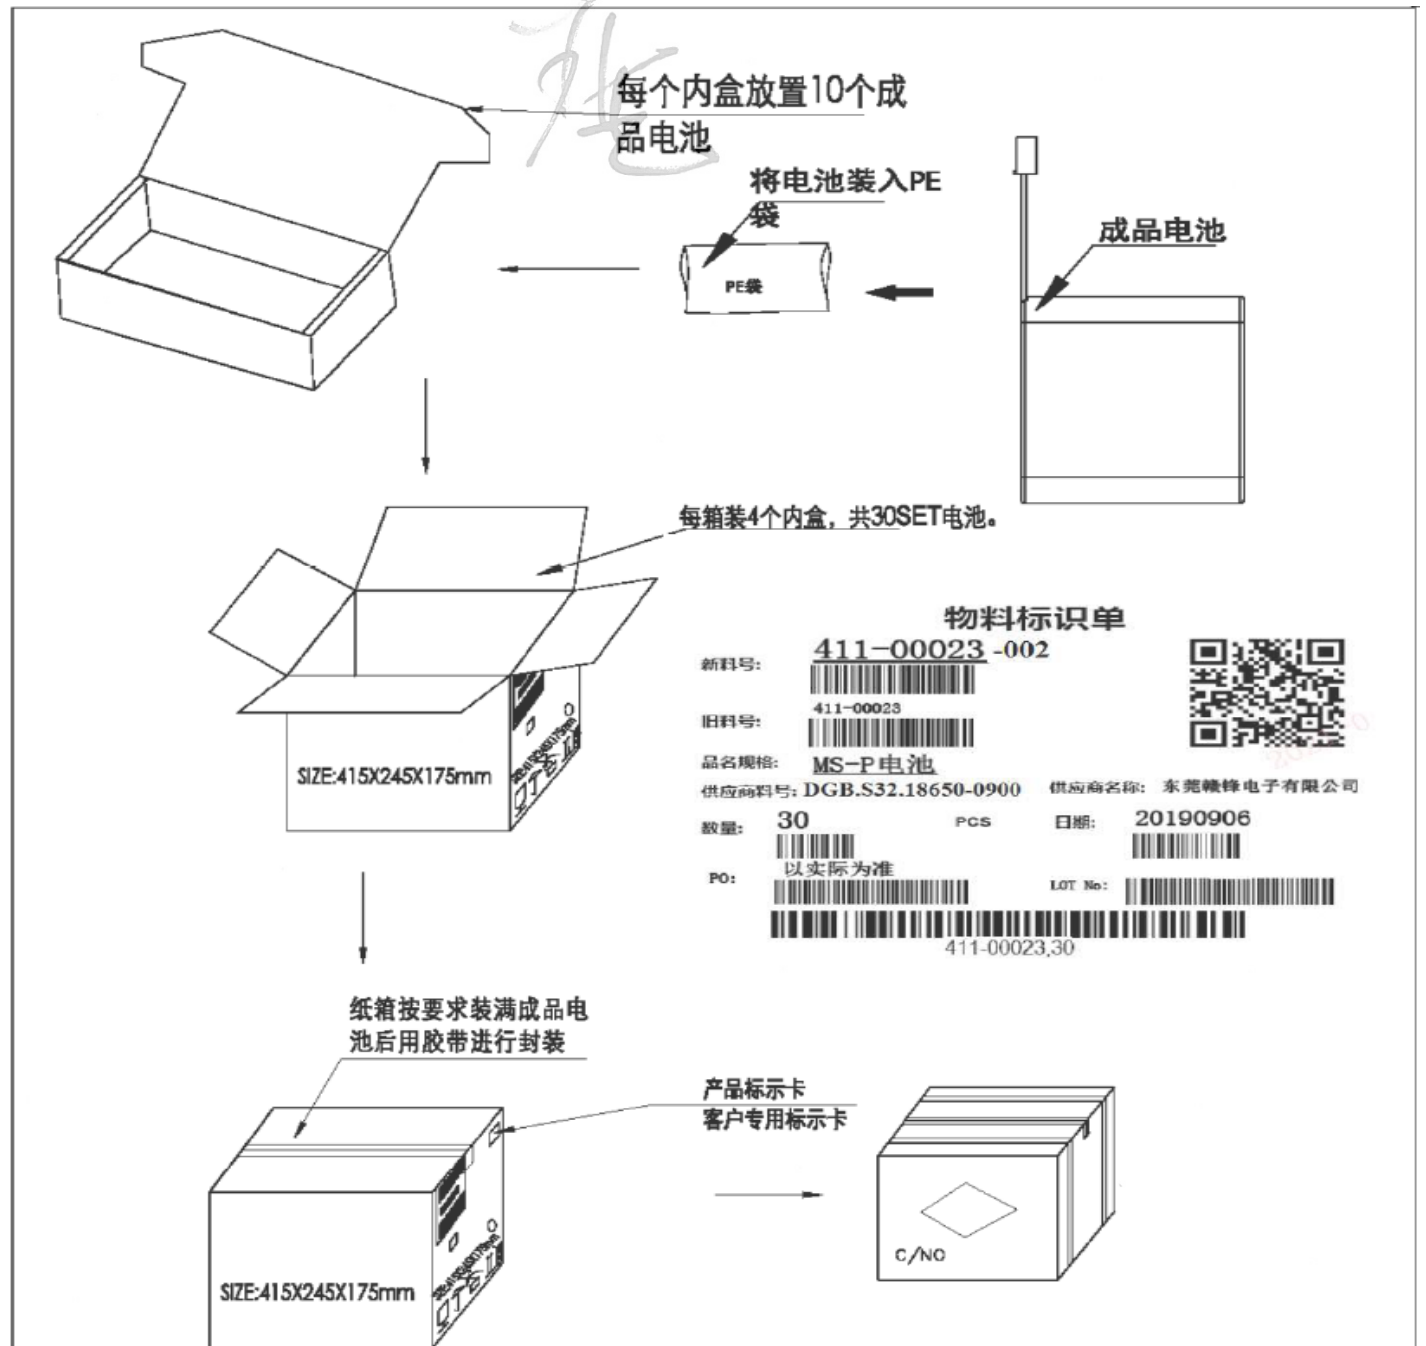 每个内盒放置10个成
品电池
将电池装入PE
袋
PE袋
成品电池
每箱装4个内盒，共30SET电池。
SIZE:415X245X175mm
SIZE:415X245X175mm
物料标识单
新料号: 411-00023 -002
旧料号: 411-00023
品名规格: MS-P电池
供应商料号: DGB.S32.18650-0900 供应商名称: 东莞赣锋电子有限公司
数量: 30 PCS 日期: 20190906
PO: 以实际为准 LOT No:
411-00023,30
纸箱按要求装满成品电
池后用胶带进行封装
产品标示卡
客户专用标示卡
SIZE:415X245X175mm
SIZE:415X245X175mm
C/NO